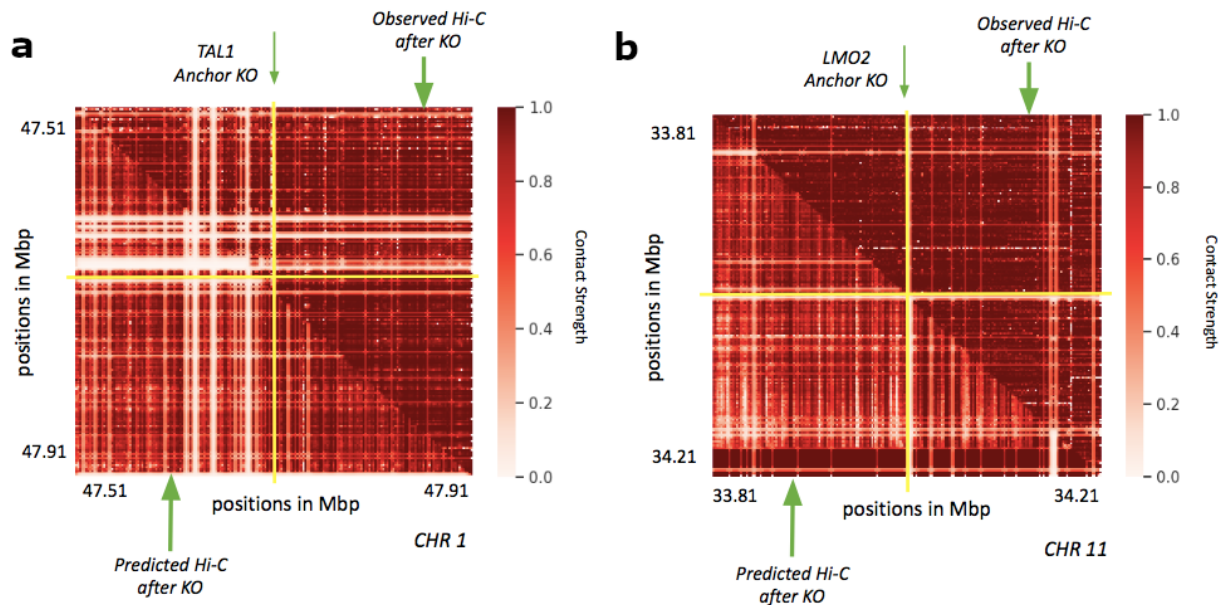 a
TAL1
Anchor KO
Observed Hi-C
after KO
47.51
47.91
positions in Mbp
47.51
47.91
positions in Mbp
1.0
0.8
0.6
0.4
0.2
0.0
Contact Strength
Predicted Hi-C
after KO
CHR 1
b
LMO2
Anchor KO
Observed Hi-C
after KO
33.81
34.21
positions in Mbp
33.81
34.21
positions in Mbp
1.0
0.8
0.6
0.4
0.2
0.0
Contact Strength
Predicted Hi-C
after KO
CHR 11